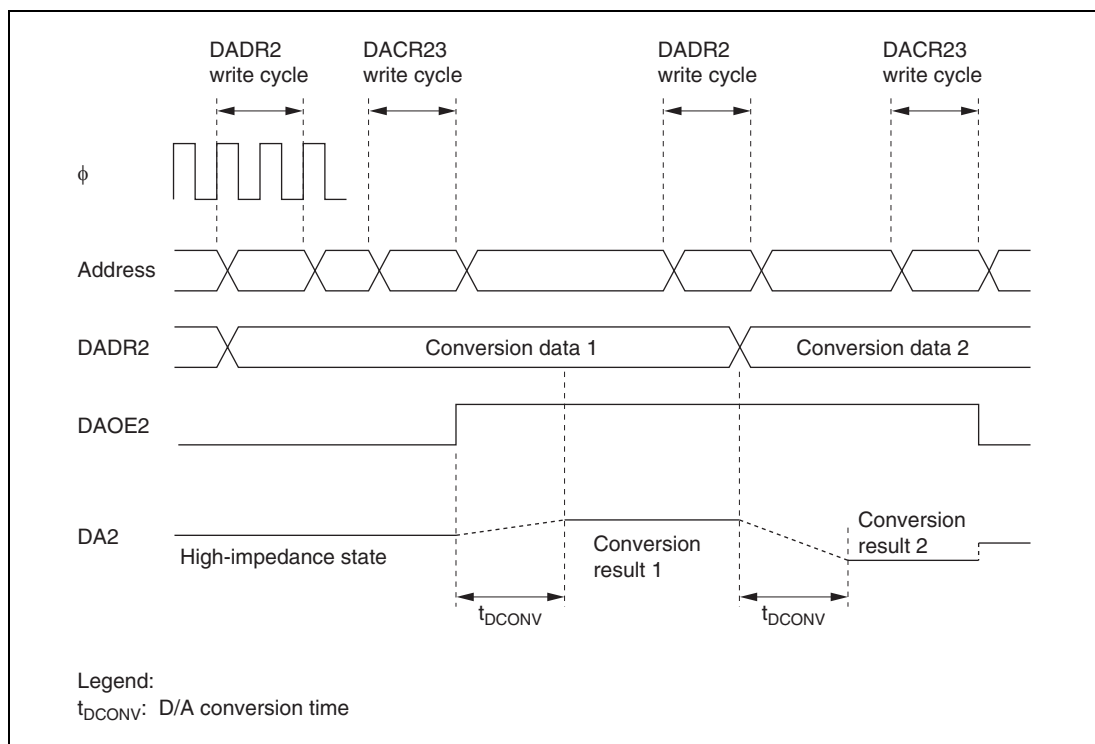 DADR2
write cycle
DACR23
write cycle
DADR2
write cycle
DACR23
write cycle
ϕ
Address
DADR2
Conversion data 1
Conversion data 2
DAOE2
DA2
High-impedance state
Conversion
result 1
Conversion
result 2
tDCONV
tDCONV
Legend:
tDCONV: D/A conversion time